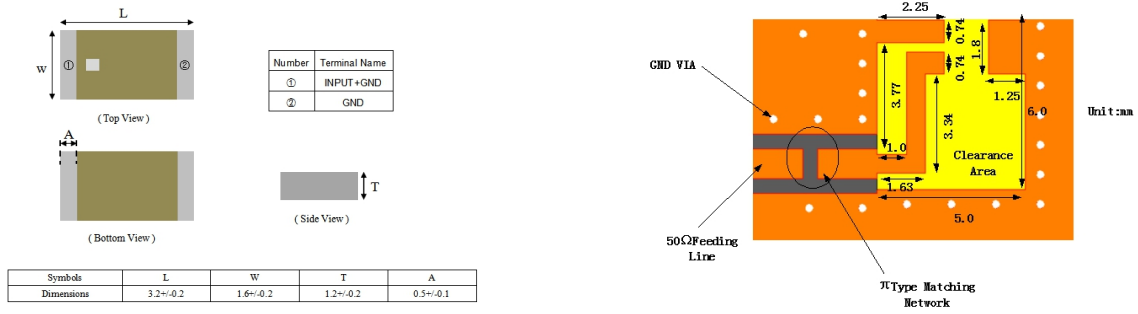 L
W
①
②
( Top View )
Number Terminal Name
① INPUT+GND
② GND
A
( Bottom View )
T
( Side View )
Symbols L W T A
Dimensions 3.2+/-0.2 1.6+/-0.2 1.2+/-0.2 0.5+/-0.1
2.25
0.74
1.8
GND VIA
0.74
3.77
1.25
6.0
Unit:mm
3.34
1.0
Clearance
Area
1.63
5.0
50ΩFeeding
Line
πType Matching
Network